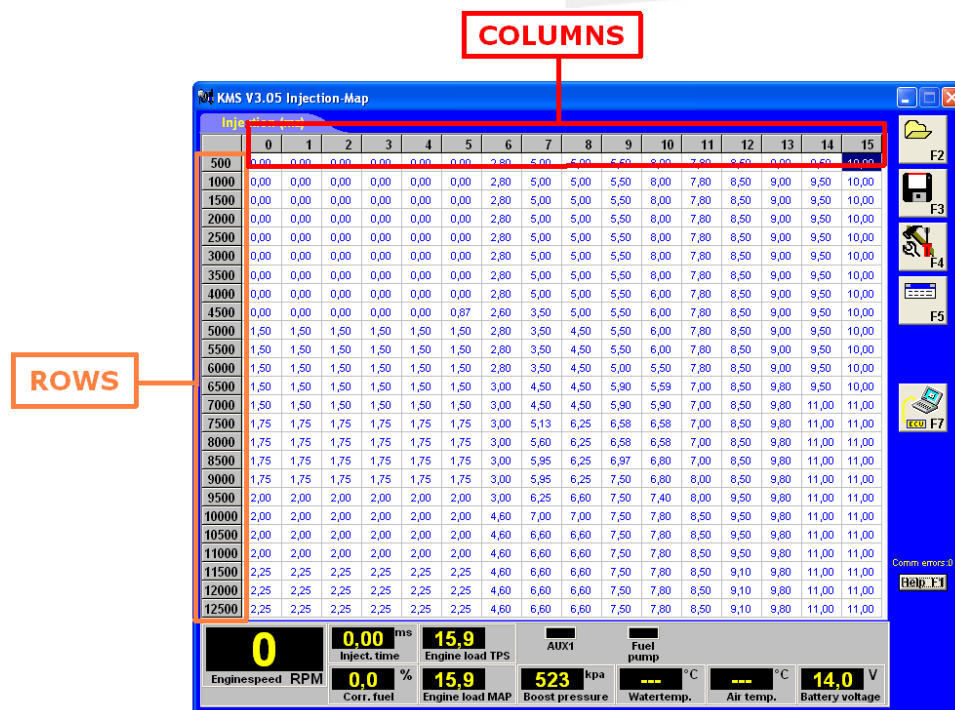 COLUMNS
KMS V3.05 Injection-Map
Injection (ms)
0 1 2 3 4 5 6 7 8 9 10 11 12 13 14 15
500 0,00 0,00 0,00 0,00 0,00 0,00 2,80 5,00 5,00 5,50 8,00 7,80 8,50 9,00 9,50 10,00
1000 0,00 0,00 0,00 0,00 0,00 0,00 2,80 5,00 5,00 5,50 8,00 7,80 8,50 9,00 9,50 10,00
1500 0,00 0,00 0,00 0,00 0,00 0,00 2,80 5,00 5,00 5,50 8,00 7,80 8,50 9,00 9,50 10,00
2000 0,00 0,00 0,00 0,00 0,00 0,00 2,80 5,00 5,00 5,50 8,00 7,80 8,50 9,00 9,50 10,00
2500 0,00 0,00 0,00 0,00 0,00 0,00 2,80 5,00 5,00 5,50 8,00 7,80 8,50 9,00 9,50 10,00
3000 0,00 0,00 0,00 0,00 0,00 0,00 2,80 5,00 5,00 5,50 8,00 7,80 8,50 9,00 9,50 10,00
3500 0,00 0,00 0,00 0,00 0,00 0,00 2,80 5,00 5,00 5,50 8,00 7,80 8,50 9,00 9,50 10,00
4000 0,00 0,00 0,00 0,00 0,00 0,00 2,80 5,00 5,00 5,50 6,00 7,80 8,50 9,00 9,50 10,00
4500 0,00 0,00 0,00 0,00 0,00 0,87 2,60 3,50 5,00 5,50 6,00 7,80 8,50 9,00 9,50 10,00
5000 1,50 1,50 1,50 1,50 1,50 1,50 2,80 3,50 4,50 5,50 6,00 7,80 8,50 9,00 9,50 10,00
5500 1,50 1,50 1,50 1,50 1,50 1,50 2,80 3,50 4,50 5,50 6,00 7,80 8,50 9,00 9,50 10,00
6000 1,50 1,50 1,50 1,50 1,50 1,50 2,80 3,50 4,50 5,00 5,50 7,80 8,50 9,80 9,50 10,00
6500 1,50 1,50 1,50 1,50 1,50 1,50 3,00 4,50 4,50 5,90 5,59 7,00 8,50 9,80 9,50 10,00
7000 1,50 1,50 1,50 1,50 1,50 1,50 3,00 4,50 4,50 5,90 5,90 7,00 8,50 9,80 11,00 11,00
7500 1,75 1,75 1,75 1,75 1,75 1,75 3,00 5,13 6,25 6,58 6,58 7,00 8,50 9,80 11,00 11,00
8000 1,75 1,75 1,75 1,75 1,75 1,75 3,00 5,60 6,25 6,58 6,58 7,00 8,50 9,80 11,00 11,00
8500 1,75 1,75 1,75 1,75 1,75 1,75 3,00 5,95 6,25 6,97 6,80 7,00 8,50 9,80 11,00 11,00
9000 1,75 1,75 1,75 1,75 1,75 1,75 3,00 5,95 6,25 7,50 6,80 8,00 8,50 9,80 11,00 11,00
9500 2,00 2,00 2,00 2,00 2,00 2,00 3,00 6,25 6,60 7,50 7,40 8,00 9,50 9,80 11,00 11,00
10000 2,00 2,00 2,00 2,00 2,00 2,00 4,60 7,00 7,00 7,50 7,80 8,50 9,50 9,80 11,00 11,00
10500 2,00 2,00 2,00 2,00 2,00 2,00 4,60 6,60 6,60 7,50 7,80 8,50 9,50 9,80 11,00 11,00
11000 2,00 2,00 2,00 2,00 2,00 2,00 4,60 6,60 6,60 7,50 7,80 8,50 9,50 9,80 11,00 11,00
11500 2,25 2,25 2,25 2,25 2,25 2,25 4,60 6,60 6,60 7,50 7,80 8,50 9,10 9,80 11,00 11,00
12000 2,25 2,25 2,25 2,25 2,25 2,25 4,60 6,60 6,60 7,50 7,80 8,50 9,10 9,80 11,00 11,00
12500 2,25 2,25 2,25 2,25 2,25 2,25 4,60 6,60 6,60 7,50 7,80 8,50 9,10 9,80 11,00 11,00
ROWS
F2
F3
F4
F5
ECU F7
Comm errors:0
Help F1
0
Enginespeed RPM
0,00 ms
Inject. time
15,9
Engine load TPS
AUX1
Fuel
pump
0,0 %
Corr. fuel
15,9
Engine load MAP
523 kpa
Boost pressure
--- °C
Watertemp.
--- °C
Air temp.
14,0 V
Battery voltage